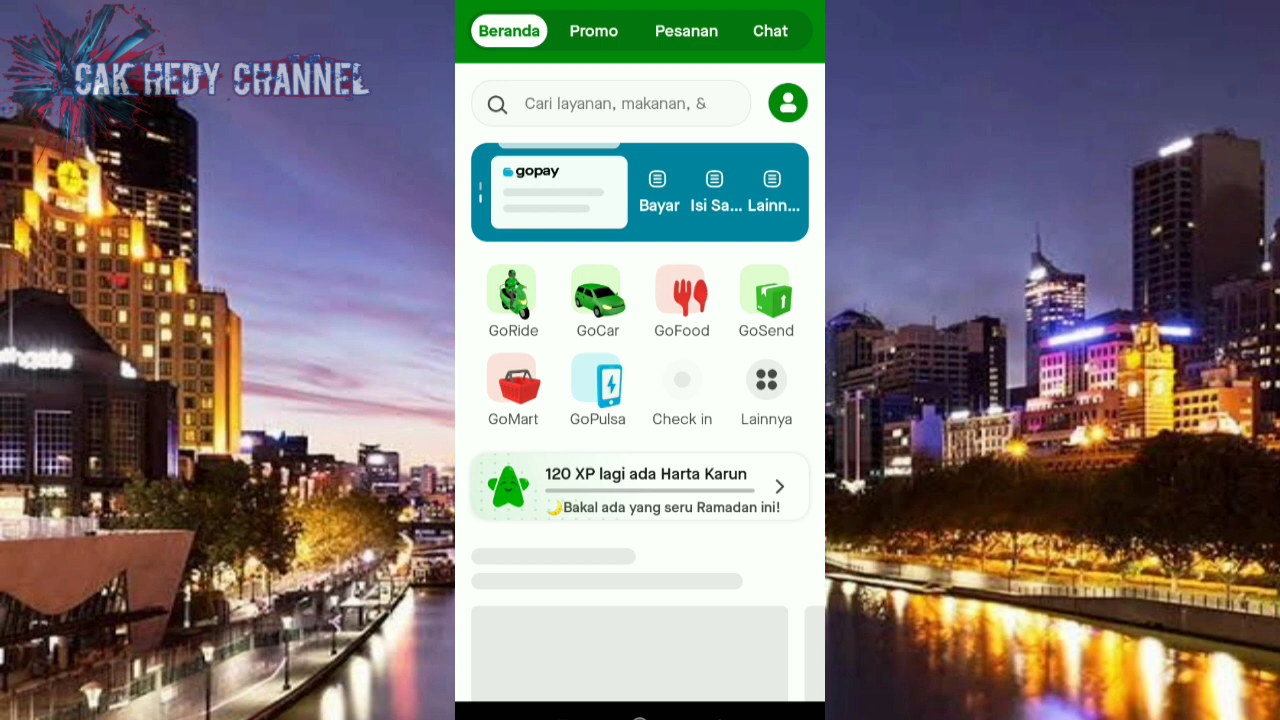 CAK HEDY CHANNEL
Beranda Promo Pesanan Chat
Cari layanan, makanan, &
gopay
Bayar Isi Sa... Lainn...
GoRide GoCar GoFood GoSend
GoMart GoPulsa Check in Lainnya
120 XP lagi ada Harta Karun
🌙Bakal ada yang seru Ramadan ini!